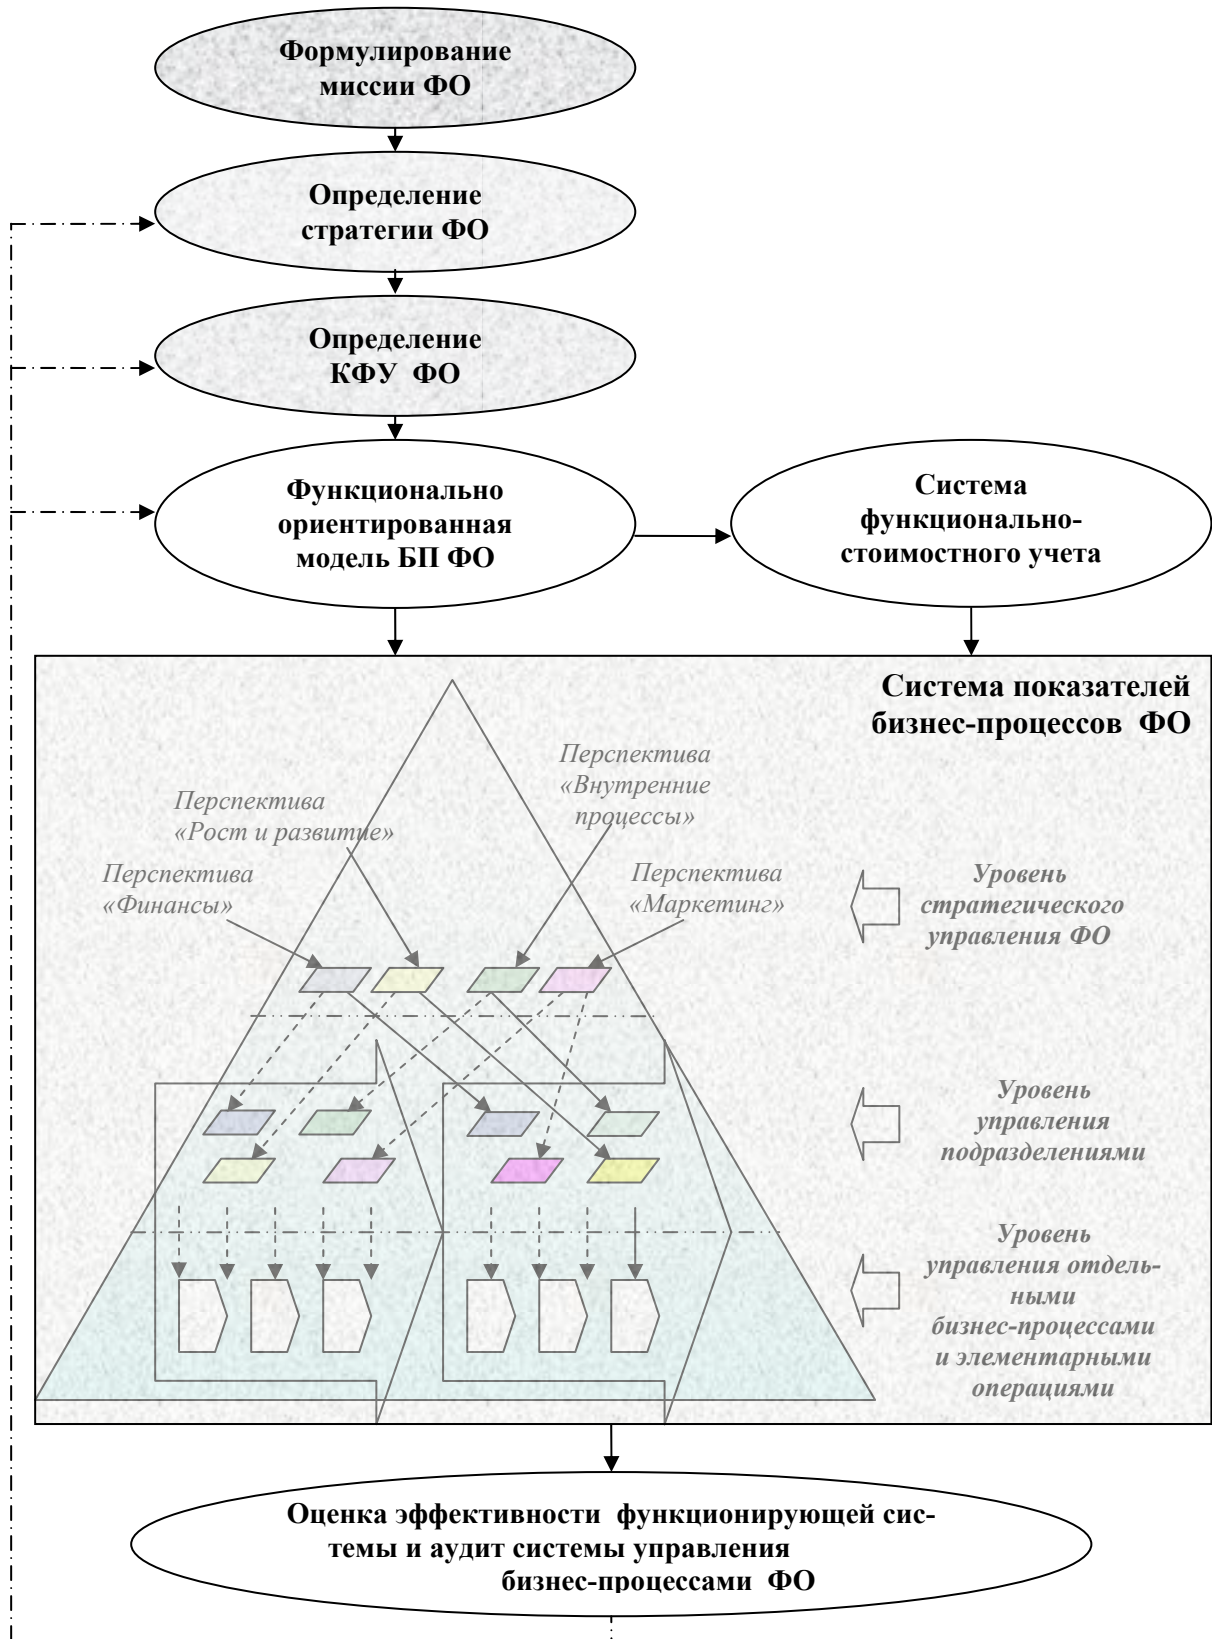 Формулирование
миссии ФО
Определение
стратегии ФО
Определение
КФУ ФО
Функционально
ориентированная
модель БП ФО
Система
функционально-
стоимостного учета
Система показателей
бизнес-процессов ФО
Перспектива
«Внутренние
процессы»
Перспектива
«Рост и развитие»
Перспектива
«Финансы»
Перспектива
«Маркетинг»
Уровень
стратегического
управления ФО
Уровень
управления
подразделениями
Уровень
управления отдель-
ными
бизнес-процессами
и элементарными
операциями
Оценка эффективности функционирующей сис-
темы и аудит системы управления
бизнес-процессами ФО